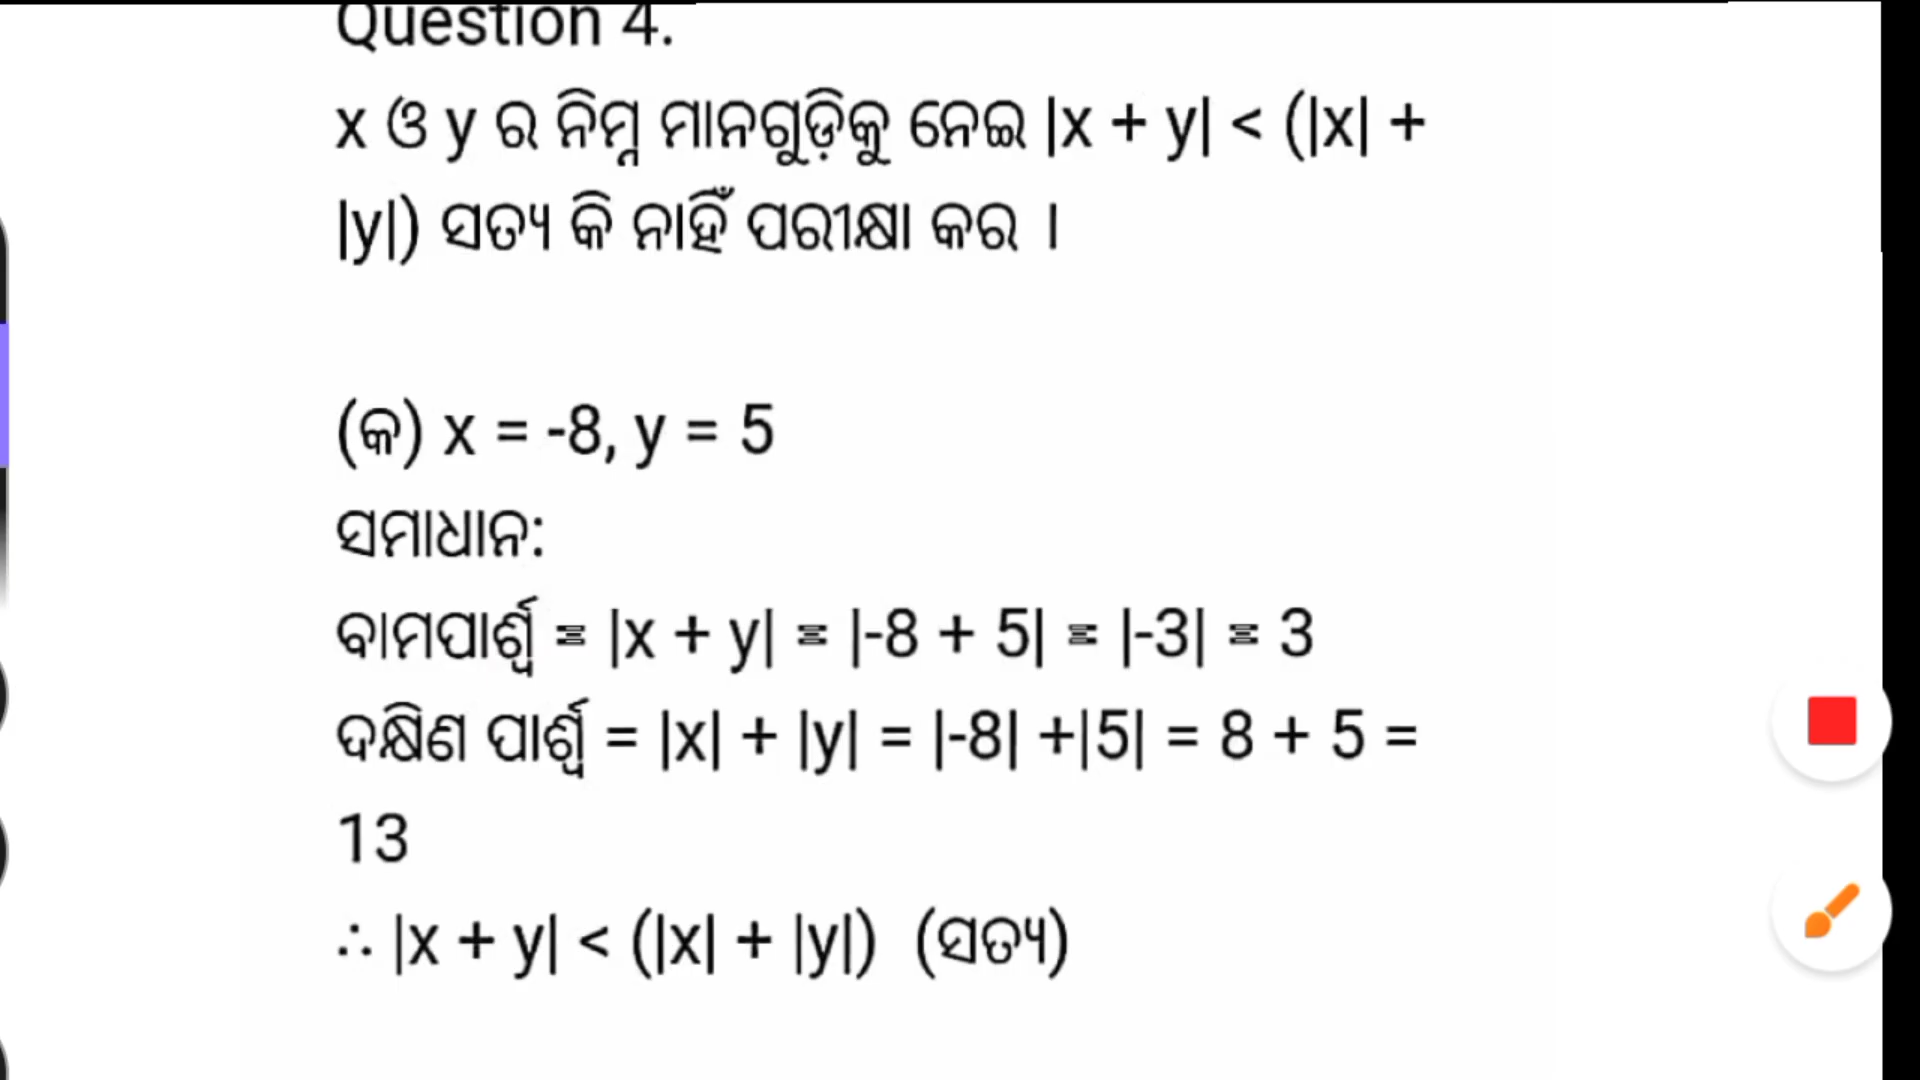 Question 4.
x ଓ y ର ନିମ୍ନ ମାନଗୁଡ଼ିକୁ ନେଇ |x + y| < (|x| +
|y|) ସତ୍ୟ କି ନାହିଁ ପରୀକ୍ଷା କର ।
(କ) x = -8, y = 5
ସମାଧାନ:
ବାମପାର୍ଶ୍ଵ = |x + y| = |-8 + 5| = |-3| = 3
ଦକ୍ଷିଣ ପାର୍ଶ୍ଵ = |x| + |y| = |-8| +|5| = 8 + 5 =
13
∴ |x + y| < (|x| + |y|) (ସତ୍ୟ)